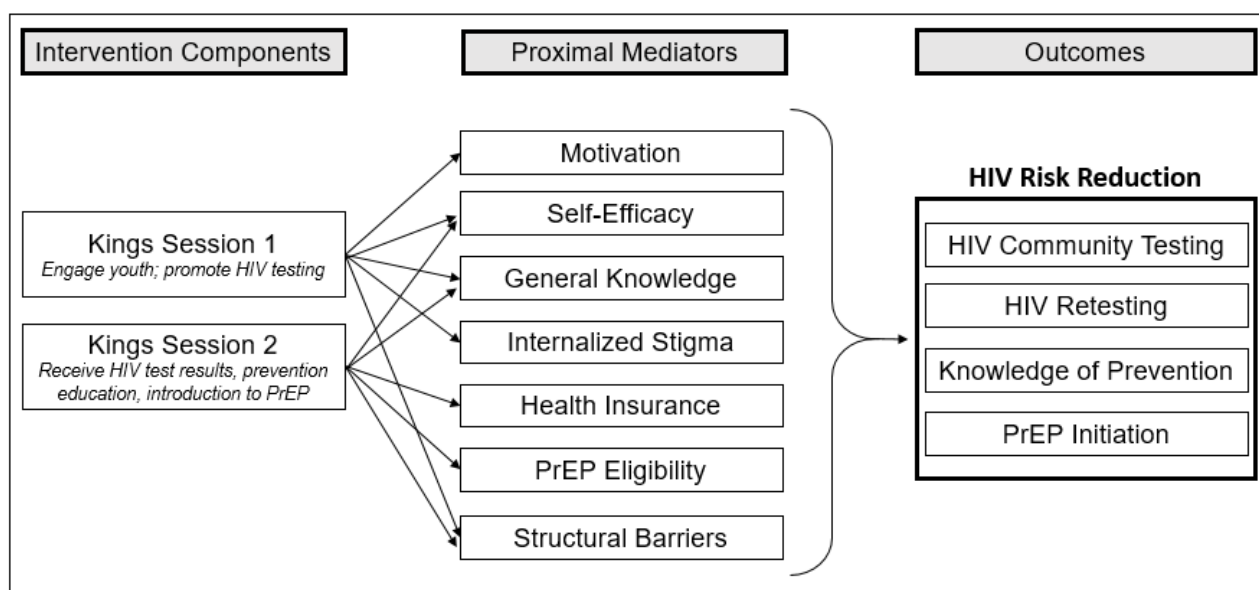 Intervention Components
Proximal Mediators
Outcomes
Kings Session 1
Engage youth; promote HIV testing
Kings Session 2
Receive HIV test results, prevention
education, introduction to PrEP
Motivation
Self-Efficacy
General Knowledge
Internalized Stigma
Health Insurance
PrEP Eligibility
Structural Barriers
HIV Risk Reduction
HIV Community Testing
HIV Retesting
Knowledge of Prevention
PrEP Initiation